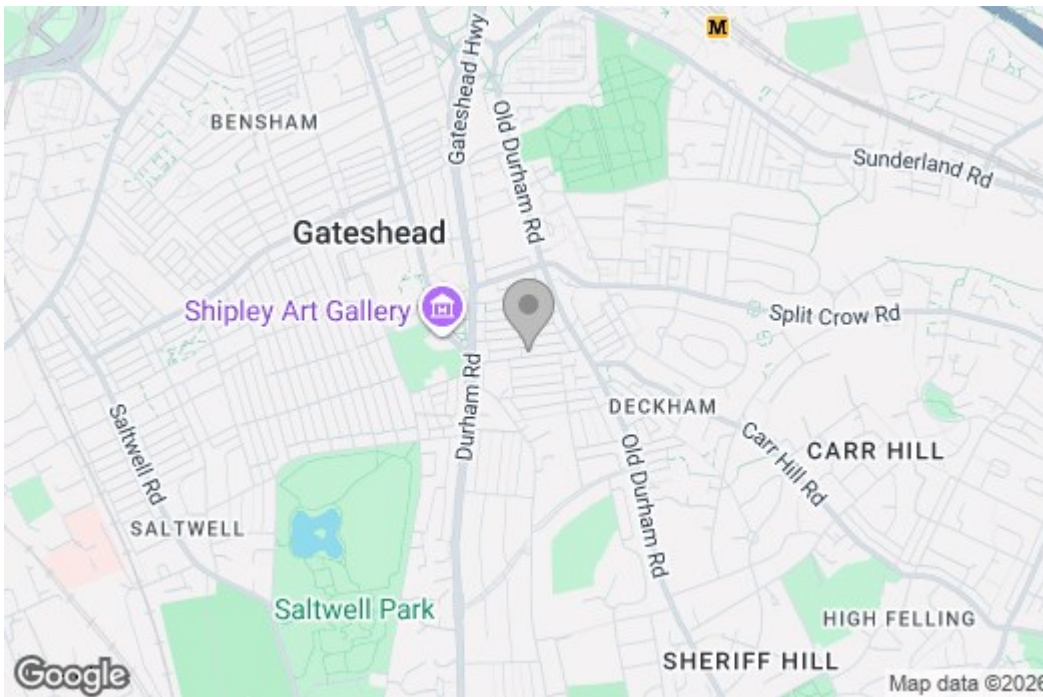 M
Gateshead Hwy
Old Durham Rd
BENSHAM
Sunderland Rd
Gateshead
Shipley Art Gallery
Split Crow Rd
Durham Rd
DECKHAM
Saltwell Rd
Old Durham Rd
Carr Hill Rd
CARR HILL
SALTWELL
Saltwell Park
HIGH FELLING
SHERIFF HILL
Google
Map data ©2026